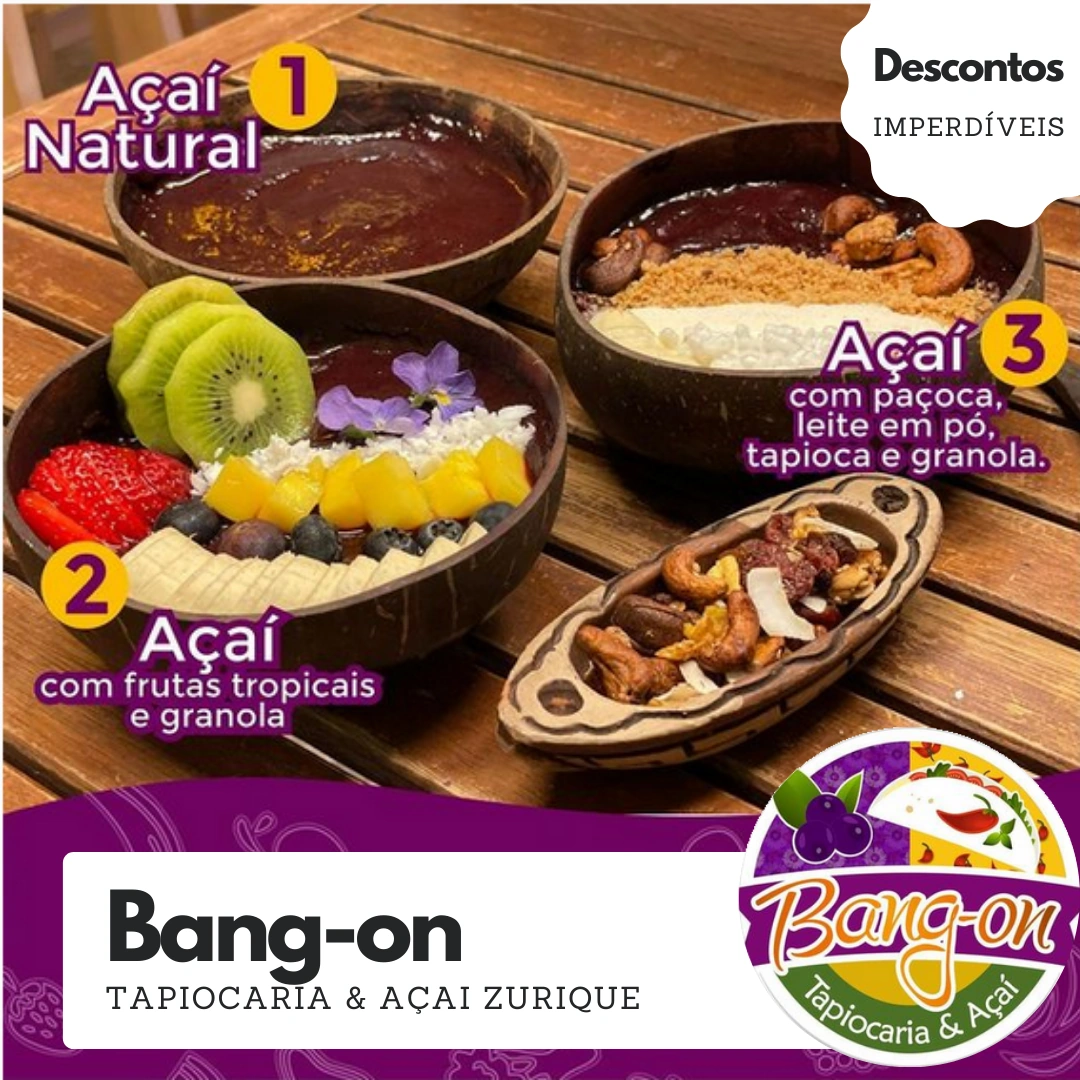 Descontos
IMPERDÍVEIS
Açaí 1
Natural
Açaí 3
com paçoca,
leite em pó,
tapioca e granola.
2
Açaí
com frutas tropicais
e granola
Bang-on
TAPIOCARIA & AÇAI ZURIQUE
Bang-on
Tapiocaria & Açaí